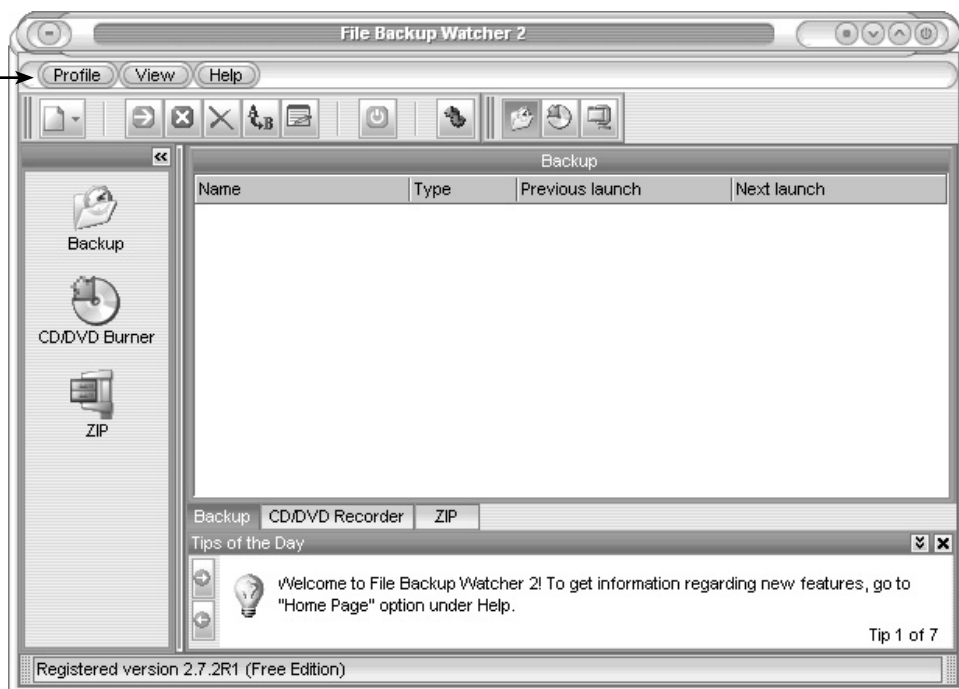 File Backup Watcher 2
Profile View Help
A B
Backup
Name Type Previous launch Next launch
Backup
CD/DVD Burner
ZIP
Backup CD/DVD Recorder ZIP
Tips of the Day
Welcome to File Backup Watcher 2! To get information regarding new features, go to
"Home Page" option under Help.
Tip 1 of 7
Registered version 2.7.2R1 (Free Edition)